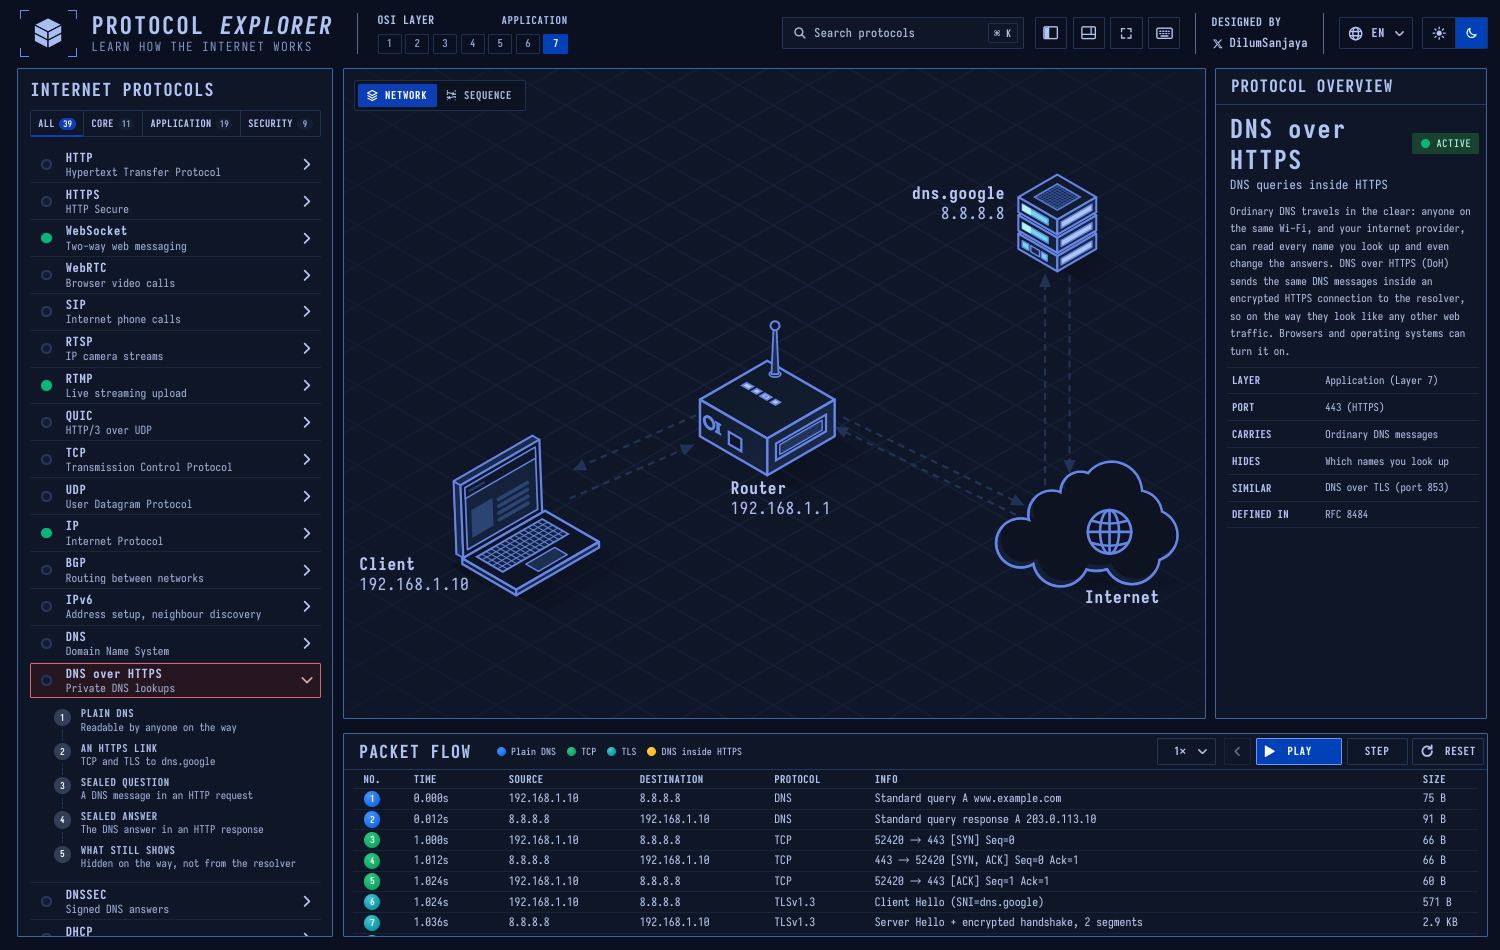 PROTOCOL EXPLORER
LEARN HOW THE INTERNET WORKS
OSI LAYER APPLICATION
1 2 3 4 5 6 7
Search protocols ⌘ K
DESIGNED BY
DilumSanjaya
EN
INTERNET PROTOCOLS
ALL 39 CORE 11 APPLICATION 19 SECURITY 9
HTTP
Hypertext Transfer Protocol
HTTPS
HTTP Secure
WebSocket
Two-way web messaging
WebRTC
Browser video calls
SIP
Internet phone calls
RTSP
IP camera streams
RTMP
Live streaming upload
QUIC
HTTP/3 over UDP
TCP
Transmission Control Protocol
UDP
User Datagram Protocol
IP
Internet Protocol
BGP
Routing between networks
IPv6
Address setup, neighbour discovery
DNS
Domain Name System
DNS over HTTPS
Private DNS lookups
1 PLAIN DNS
Readable by anyone on the way
2 AN HTTPS LINK
TCP and TLS to dns.google
3 SEALED QUESTION
A DNS message in an HTTP request
4 SEALED ANSWER
The DNS answer in an HTTP response
5 WHAT STILL SHOWS
Hidden on the way, not from the resolver
DNSSEC
Signed DNS answers
DHCP
NETWORK SEQUENCE
dns.google
8.8.8.8
Router
192.168.1.1
Client
192.168.1.10
Internet
PROTOCOL OVERVIEW
DNS over
HTTPS
ACTIVE
DNS queries inside HTTPS
Ordinary DNS travels in the clear: anyone on
the same Wi-Fi, and your internet provider,
can read every name you look up and even
change the answers. DNS over HTTPS (DoH)
sends the same DNS messages inside an
encrypted HTTPS connection to the resolver,
so on the way they look like any other web
traffic. Browsers and operating systems can
turn it on.
LAYER Application (Layer 7)
PORT 443 (HTTPS)
CARRIES Ordinary DNS messages
HIDES Which names you look up
SIMILAR DNS over TLS (port 853)
DEFINED IN RFC 8484
PACKET FLOW Plain DNS TCP TLS DNS inside HTTPS 1× PLAY STEP RESET
NO. TIME SOURCE DESTINATION PROTOCOL INFO SIZE
1 0.000s 192.168.1.10 8.8.8.8 DNS Standard query A www.example.com 75 B
2 0.012s 8.8.8.8 192.168.1.10 DNS Standard query response A 203.0.113.10 91 B
3 1.000s 192.168.1.10 8.8.8.8 TCP 52420 → 443 [SYN] Seq=0 66 B
4 1.012s 8.8.8.8 192.168.1.10 TCP 443 → 52420 [SYN, ACK] Seq=0 Ack=1 66 B
5 1.024s 192.168.1.10 8.8.8.8 TCP 52420 → 443 [ACK] Seq=1 Ack=1 60 B
6 1.024s 192.168.1.10 8.8.8.8 TLSv1.3 Client Hello (SNI=dns.google) 571 B
7 1.036s 8.8.8.8 192.168.1.10 TLSv1.3 Server Hello + encrypted handshake, 2 segments 2.9 KB